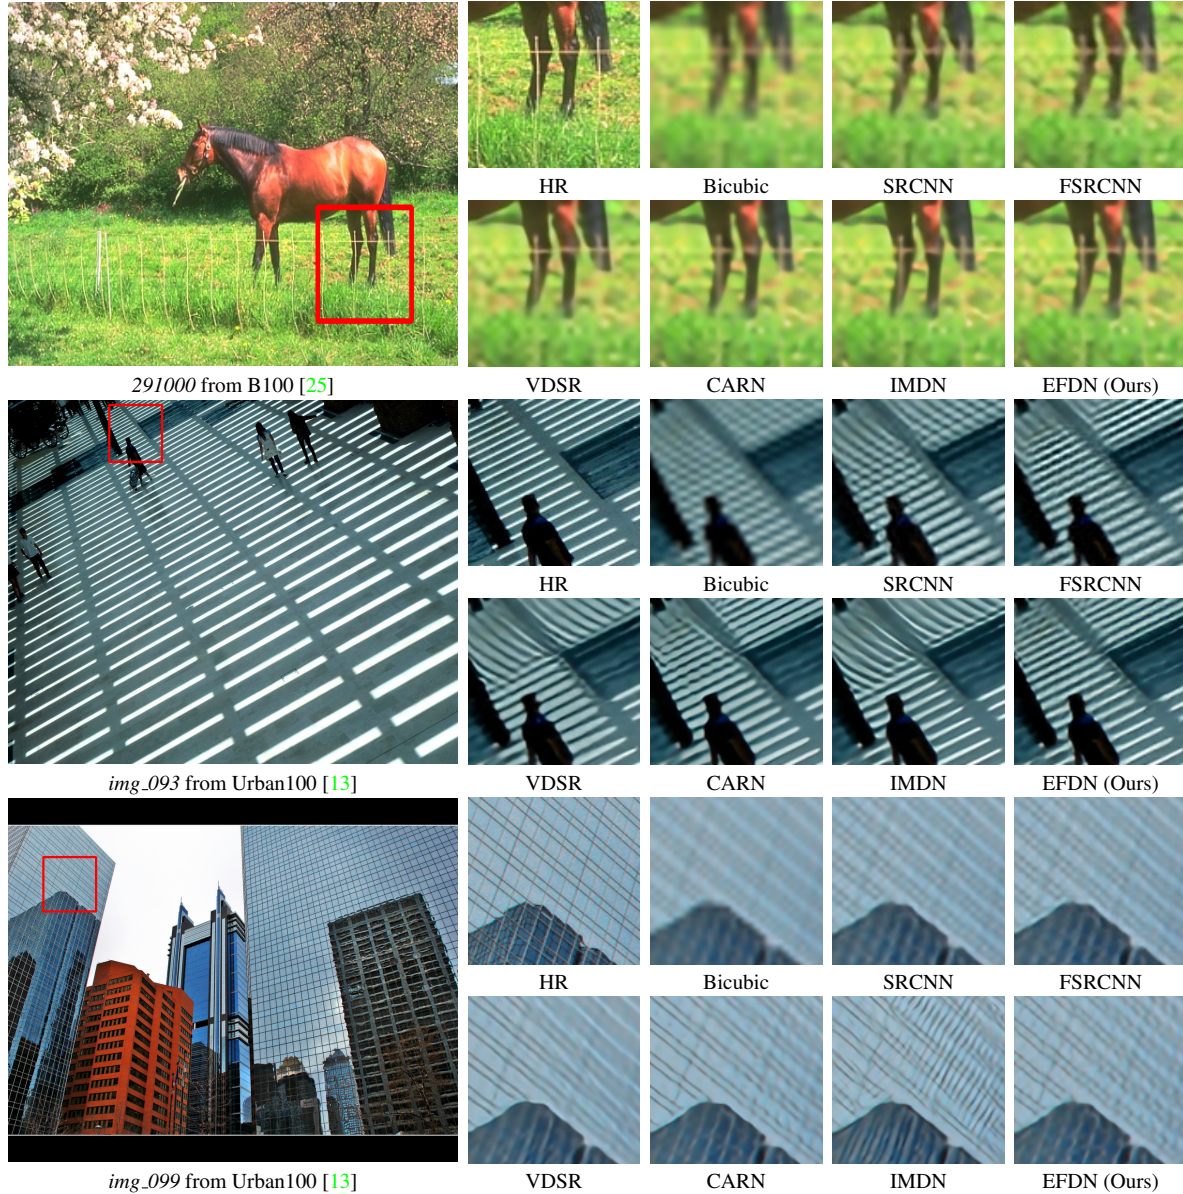 HR Bicubic SRCNN FSRCNN
VDSR CARN IMDN EFDN (Ours)
291000 from B100 [25]
HR Bicubic SRCNN FSRCNN
VDSR CARN IMDN EFDN (Ours)
img_093 from Urban100 [13]
HR Bicubic SRCNN FSRCNN
VDSR CARN IMDN EFDN (Ours)
img_099 from Urban100 [13]